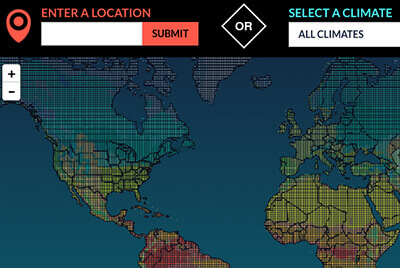 ENTER A LOCATION
SUBMIT
OR
SELECT A CLIMATE
ALL CLIMATES
+
−